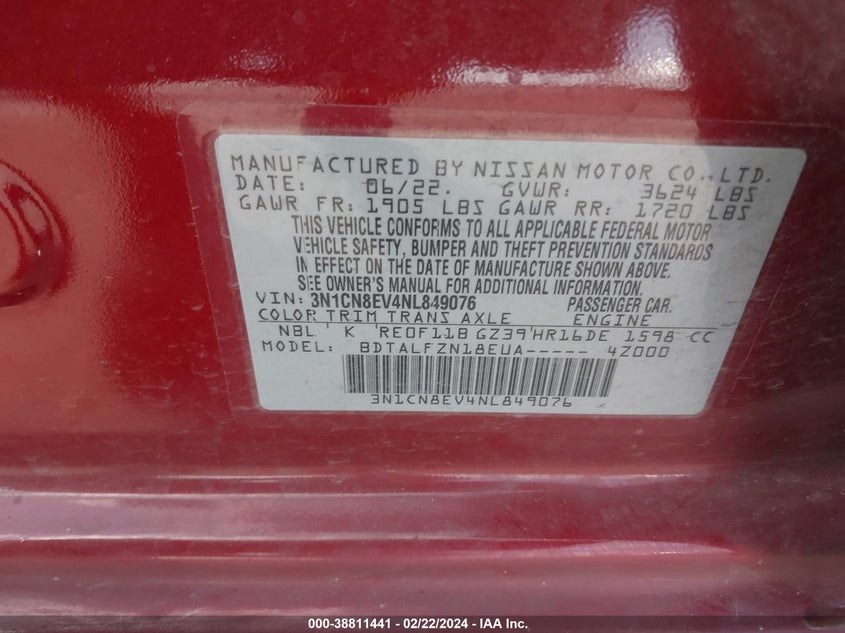 MANUFACTURED BY NISSAN MOTOR CO., LTD.
DATE: 06/22. GVWR: 3624 LBS
GAWR FR: 1905 LBS GAWR RR: 1720 LBS
THIS VEHICLE CONFORMS TO ALL APPLICABLE FEDERAL MOTOR
VEHICLE SAFETY, BUMPER AND THEFT PREVENTION STANDARDS
IN EFFECT ON THE DATE OF MANUFACTURE SHOWN ABOVE.
SEE OWNER'S MANUAL FOR ADDITIONAL INFORMATION.
VIN: 3N1CN8EV4NL849076 PASSENGER CAR.
COLOR TRIM TRANS AXLE ENGINE
NBL K RE0F11B GZ39 HR16DE 1598 CC
MODEL: BDTALFZN18EUA----- 4Z000
3N1CN8EV4NL849076
000-38811441 - 02/22/2024 - IAA Inc.